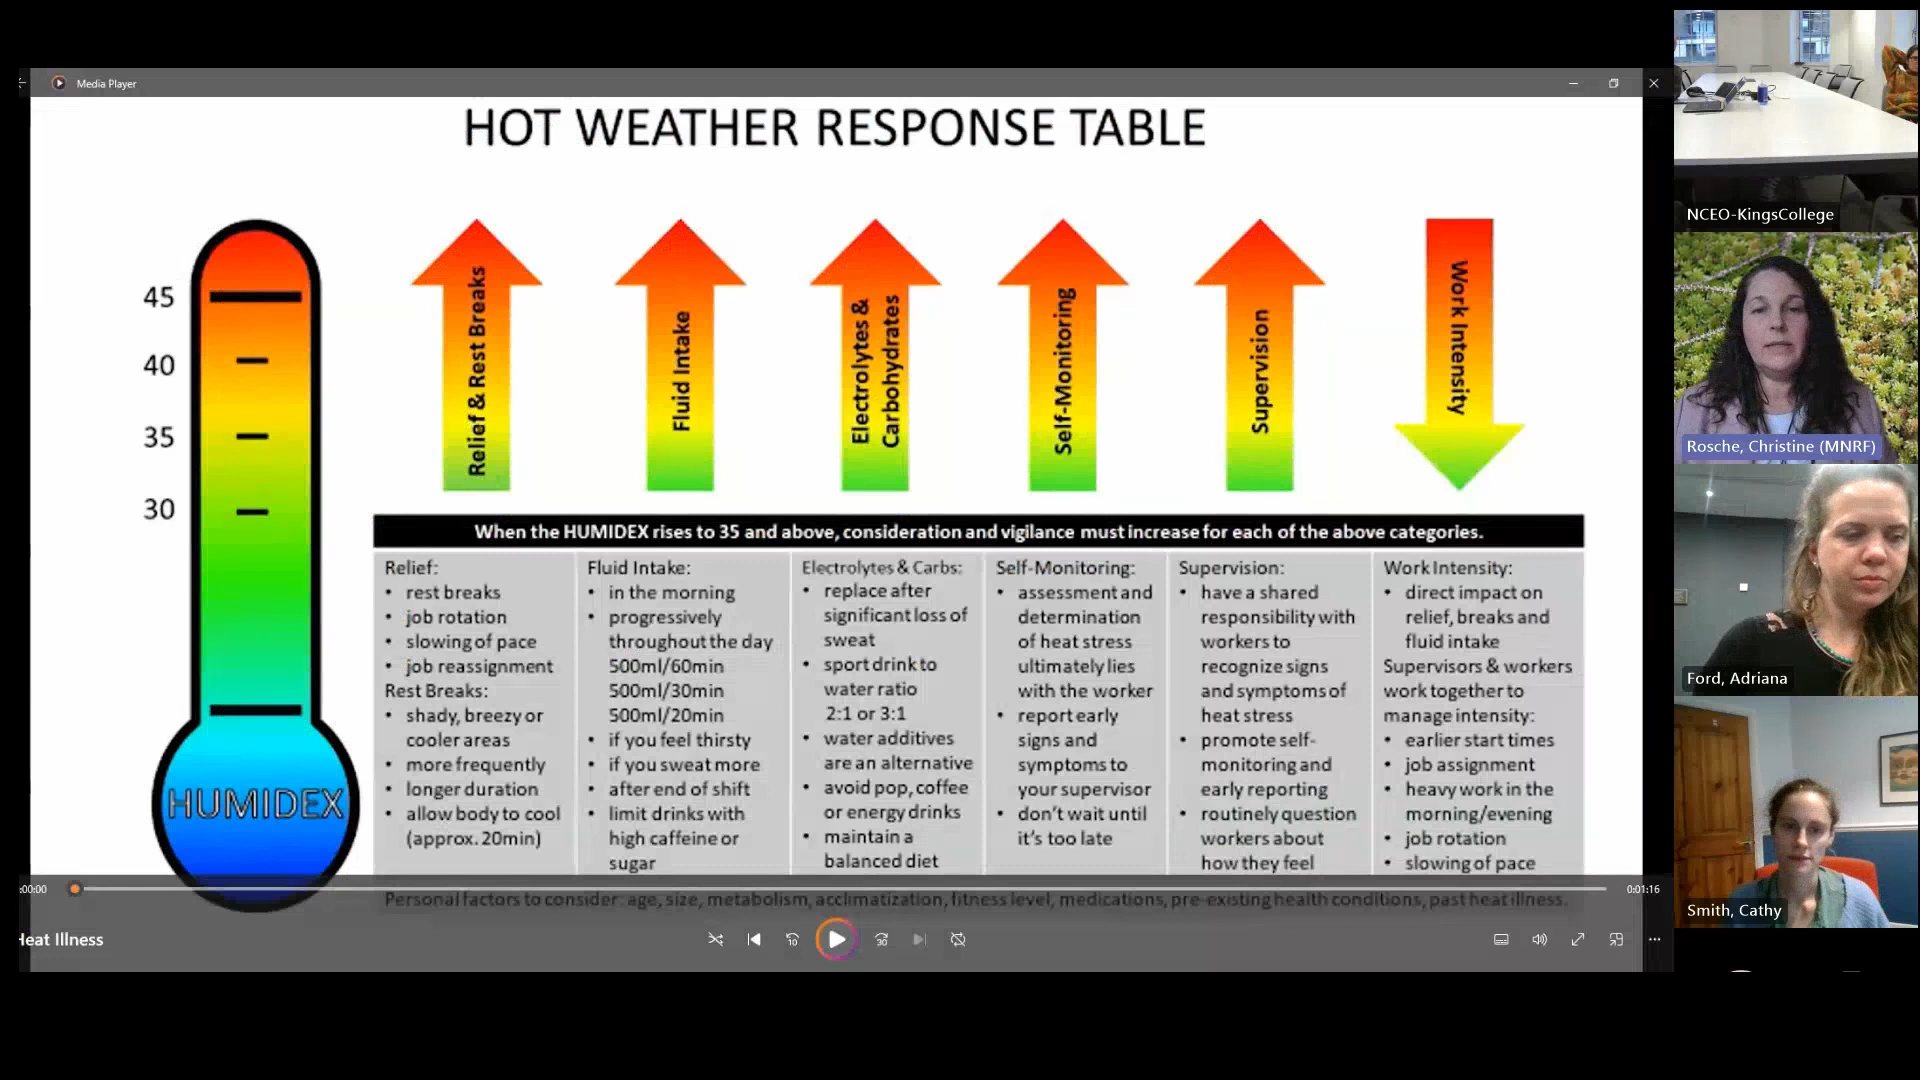 Media Player
HOT WEATHER RESPONSE TABLE
45
40
35
30
HUMIDEX
Relief & Rest Breaks
Fluid Intake
Electrolytes &
Carbohydrates
Self-Monitoring
Supervision
Work Intensity
When the HUMIDEX rises to 35 and above, consideration and vigilance must increase for each of the above categories.
Relief:
• rest breaks
• job rotation
• slowing of pace
• job reassignment
Rest Breaks:
• shady, breezy or
cooler areas
• more frequently
• longer duration
• allow body to cool
(approx. 20min)
Fluid Intake:
• in the morning
• progressively
throughout the day
500ml/60min
500ml/30min
500ml/20min
• if you feel thirsty
• if you sweat more
• after end of shift
• limit drinks with
high caffeine or
sugar
Electrolytes & Carbs:
• replace after
significant loss of
sweat
• sport drink to
water ratio
2:1 or 3:1
• water additives
are an alternative
• avoid pop, coffee
or energy drinks
• maintain a
balanced diet
Self-Monitoring:
• assessment and
determination
of heat stress
ultimately lies
with the worker
• report early
signs and
symptoms to
your supervisor
• don't wait until
it's too late
Supervision:
• have a shared
responsibility with
workers to
recognize signs
and symptoms of
heat stress
• promote self-
monitoring and
early reporting
• routinely question
workers about
how they feel
Work Intensity:
• direct impact on
relief, breaks and
fluid intake
Supervisors & workers
work together to
manage intensity:
• earlier start times
• job assignment
• heavy work in the
morning/evening
• job rotation
• slowing of pace
Personal factors to consider: age, size, metabolism, acclimatization, fitness level, medications, pre-existing health conditions, past heat illness.
:00:00
0:01:16
Heat Illness
10
30
NCEO-KingsCollege
Rosche, Christine (MNRF)
Ford, Adriana
Smith, Cathy